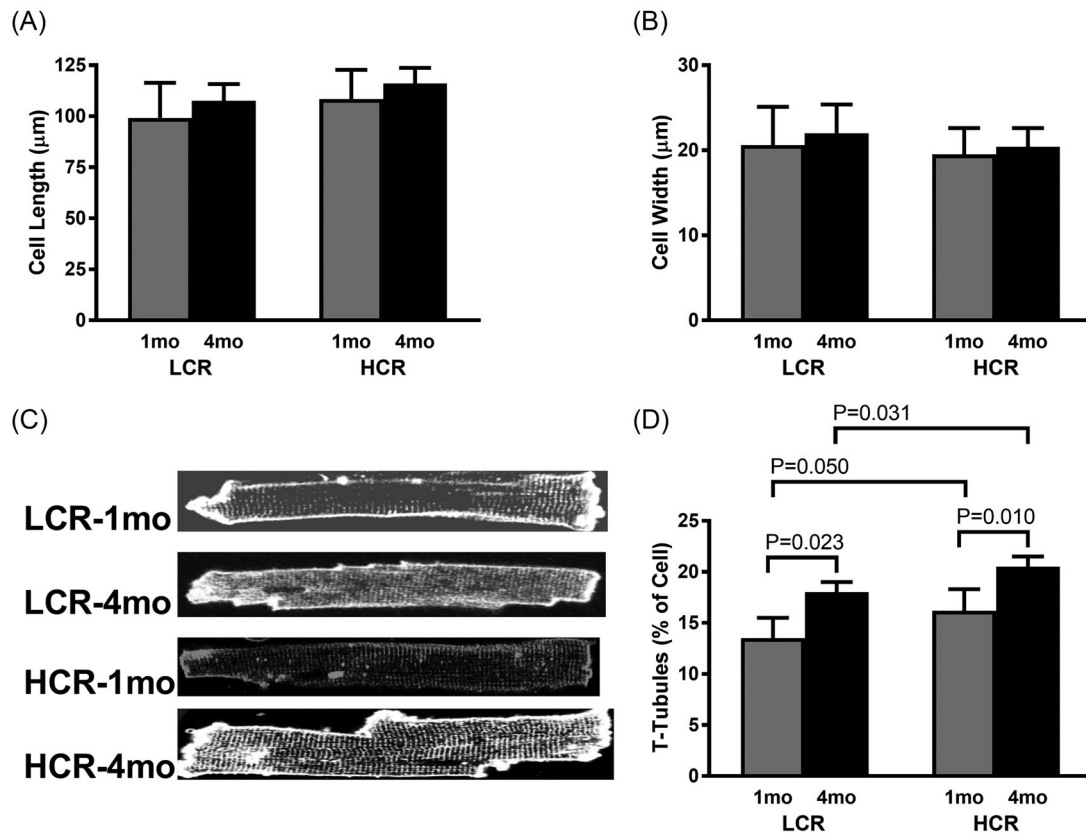 (A)
Cell Length (μm)
125
100
75
50
25
0
1mo 4mo 1mo 4mo
LCR HCR
(B)
Cell Width (μm)
30
20
10
0
1mo 4mo 1mo 4mo
LCR HCR
(C)
LCR-1mo
LCR-4mo
HCR-1mo
HCR-4mo
(D)
P=0.031
P=0.050
P=0.010
P=0.023
T-Tubules (% of Cell)
25
20
15
10
5
0
1mo 4mo 1mo 4mo
LCR HCR